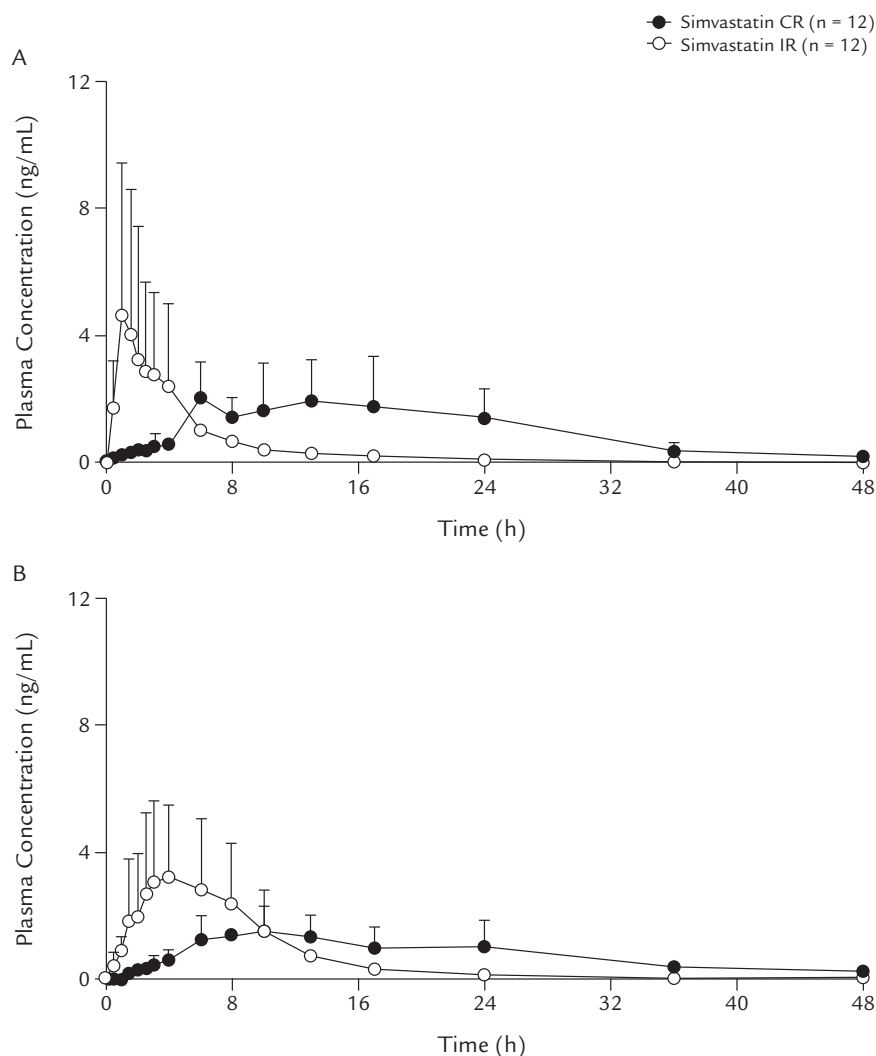 Simvastatin CR (n = 12)
Simvastatin IR (n = 12)
A
12
8
4
0
Plasma Concentration (ng/mL)
0 8 16 24 32 40 48
Time (h)
B
12
8
4
0
Plasma Concentration (ng/mL)
0 8 16 24 32 40 48
Time (h)